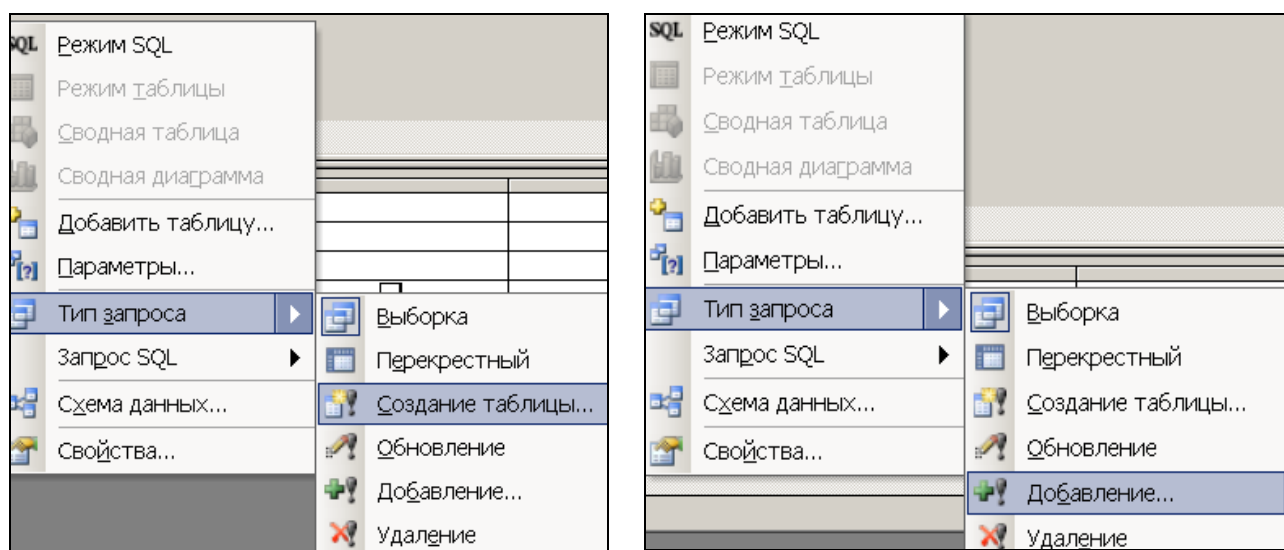 SQL Режим SQL
Режим таблицы
Сводная таблица
Сводная диаграмма
Добавить таблицу...
[?] Параметры...
Тип запроса
Запрос SQL
Схема данных...
Свойства...
Выборка
Перекрестный
Создание таблицы...
Обновление
Добавление...
Удаление
SQL Режим SQL
Режим таблицы
Сводная таблица
Сводная диаграмма
Добавить таблицу...
[?] Параметры...
Тип запроса
Запрос SQL
Схема данных...
Свойства...
Выборка
Перекрестный
Создание таблицы...
Обновление
Добавление...
Удаление